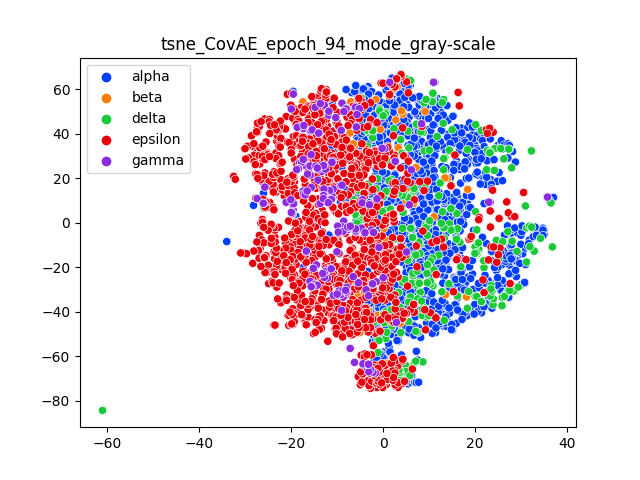 tsne_CovAE_epoch_94_mode_gray-scale
alpha
beta
delta
epsilon
gamma
60
40
20
0
−20
−40
−60
−80
−60 −40 −20 0 20 40